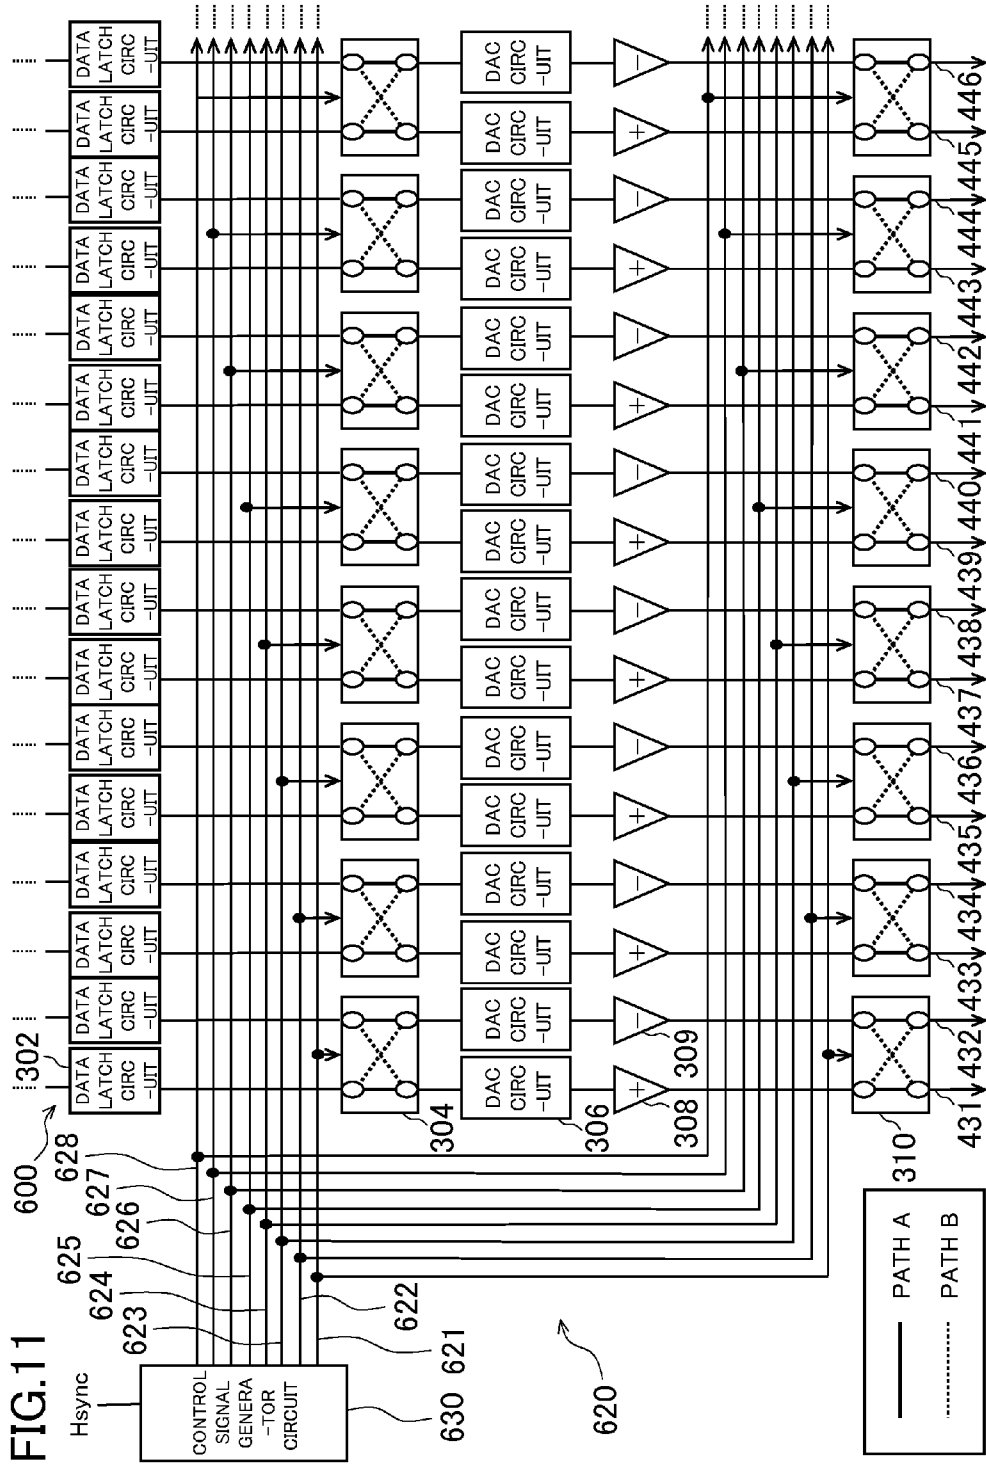 FIG.11
600
302
DATA
LATCH
CIRC
-UIT
DATA
LATCH
CIRC
-UIT
DATA
LATCH
CIRC
-UIT
DATA
LATCH
CIRC
-UIT
DATA
LATCH
CIRC
-UIT
DATA
LATCH
CIRC
-UIT
DATA
LATCH
CIRC
-UIT
DATA
LATCH
CIRC
-UIT
DATA
LATCH
CIRC
-UIT
DATA
LATCH
CIRC
-UIT
DATA
LATCH
CIRC
-UIT
DATA
LATCH
CIRC
-UIT
DATA
LATCH
CIRC
-UIT
DATA
LATCH
CIRC
-UIT
DATA
LATCH
CIRC
-UIT
DATA
LATCH
CIRC
-UIT
Hsync
CONTROL
SIGNAL
GENERA
-TOR
CIRCUIT
630
628
627
626
625
624
623
622
621
620
304
DAC
CIRC
-UIT
DAC
CIRC
-UIT
DAC
CIRC
-UIT
DAC
CIRC
-UIT
DAC
CIRC
-UIT
DAC
CIRC
-UIT
DAC
CIRC
-UIT
DAC
CIRC
-UIT
DAC
CIRC
-UIT
DAC
CIRC
-UIT
DAC
CIRC
-UIT
DAC
CIRC
-UIT
DAC
CIRC
-UIT
DAC
CIRC
-UIT
DAC
CIRC
-UIT
DAC
CIRC
-UIT
306
+ − + − + − + − + − + − + − + −
308
309
310
431 432 433 434 435 436 437 438 439 440 441 442 443 444 445 446
PATH A
PATH B